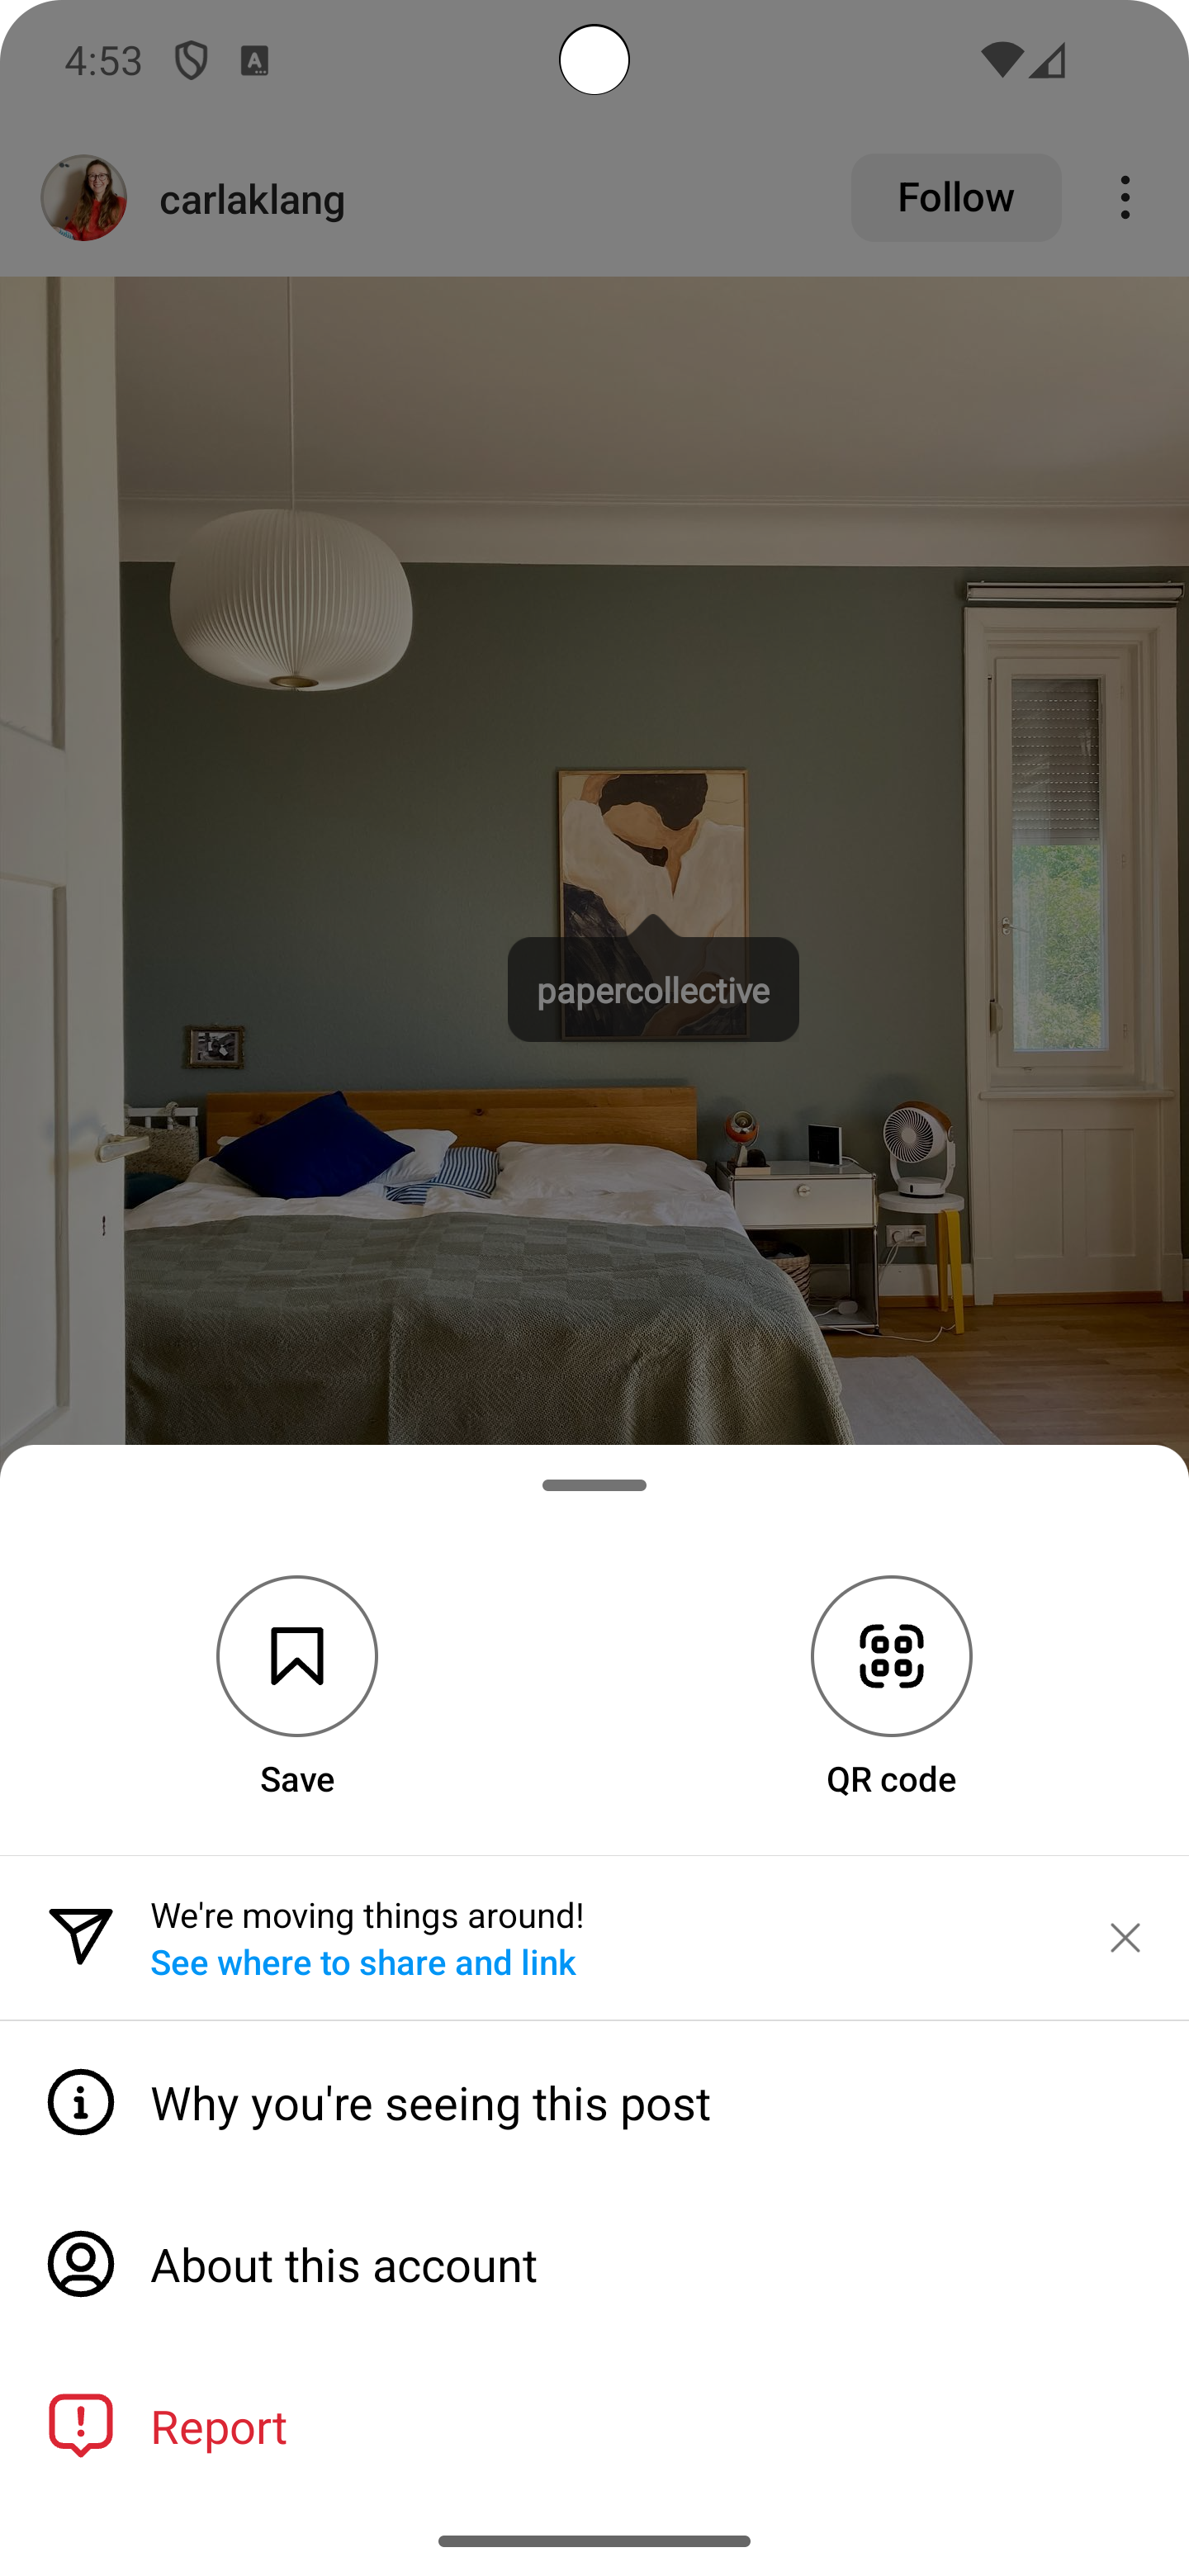 4:53
carlaklang
Follow
papercollective
Save
QR code
We're moving things around!
See where to share and link
Why you're seeing this post
About this account
Report